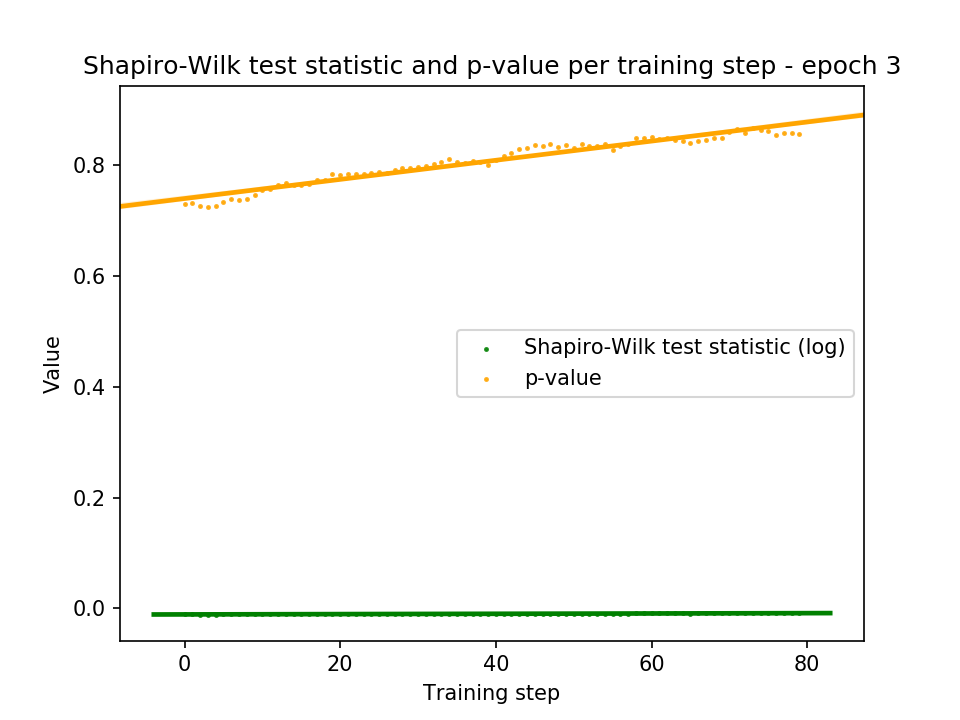 Shapiro-Wilk test statistic and p-value per training step - epoch 3
0.8
0.6
0.4
0.2
0.0
Value
Shapiro-Wilk test statistic (log)
p-value
0
20
40
60
80
Training step